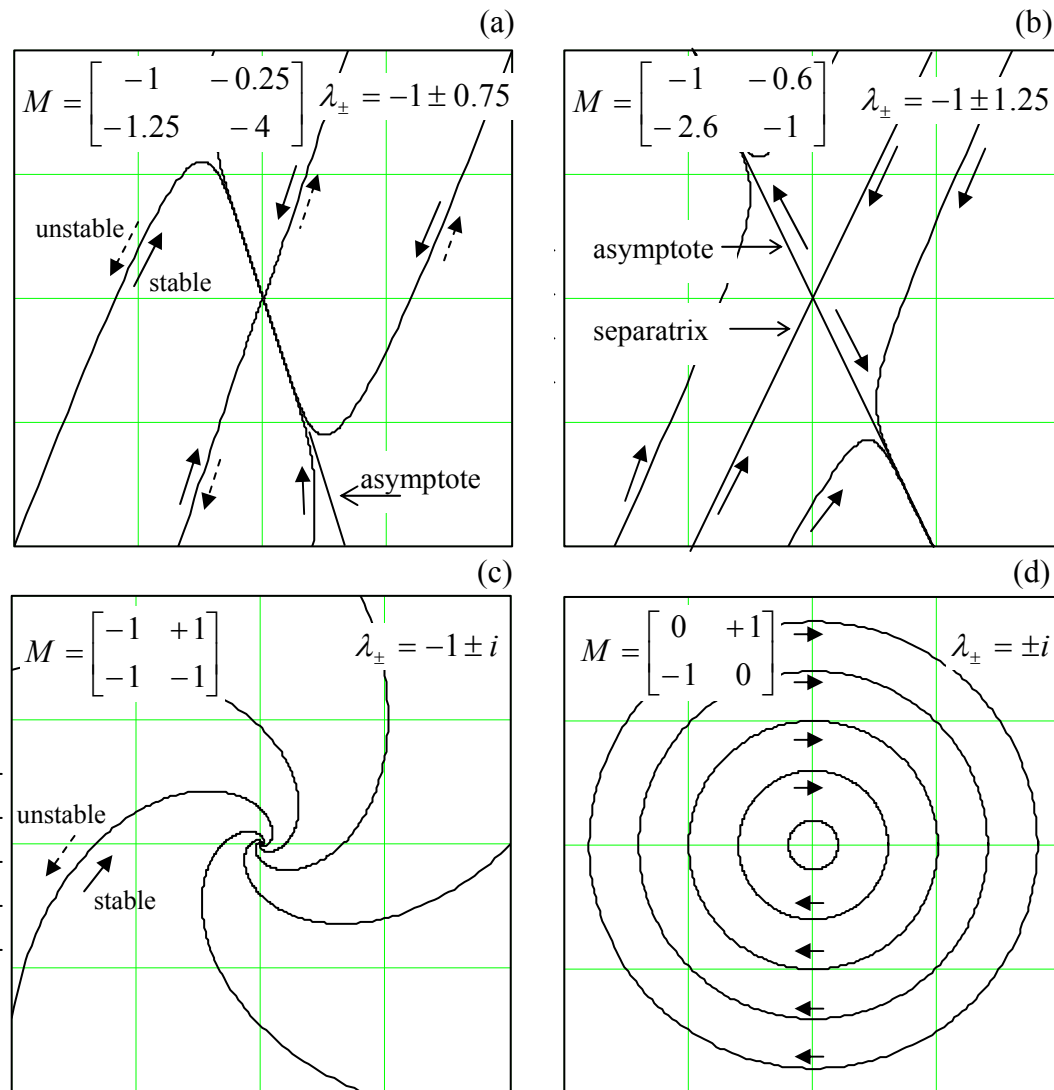 (a)
M = [ −1 − 0.25
−1.25 − 4 ] λ± = −1 ± 0.75
unstable
stable
asymptote
(b)
M = [ −1 − 0.6
− 2.6 −1 ] λ± = −1 ± 1.25
asymptote
separatrix
(c)
M = [ −1 +1
−1 −1 ] λ± = −1 ± i
unstable
stable
(d)
M = [ 0 +1
−1 0 ] λ± = ±i